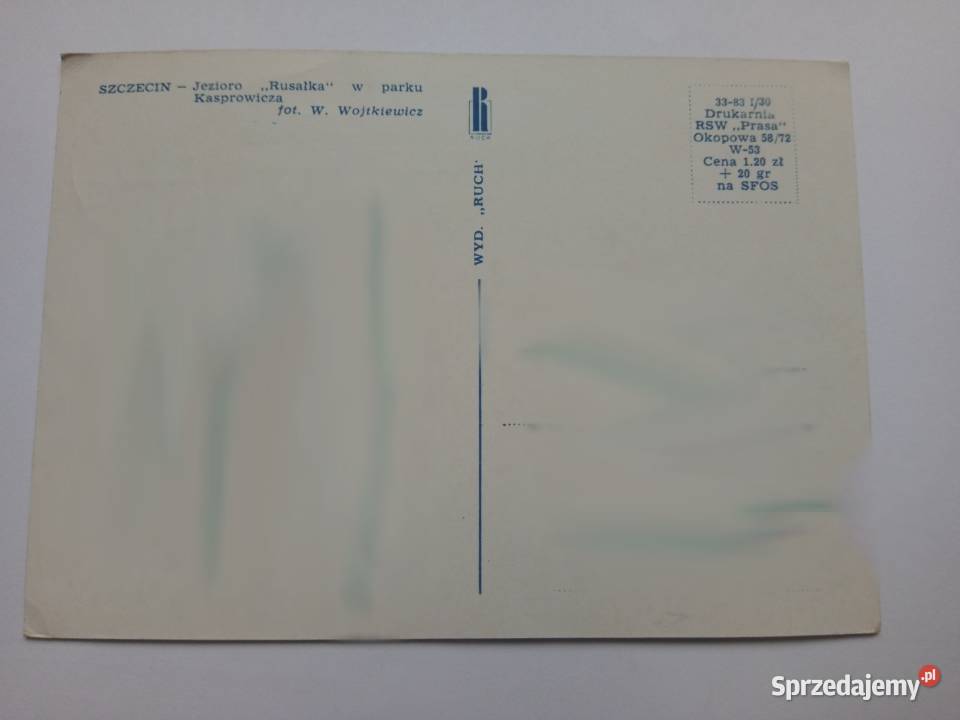 SZCZECIN – Jezioro „Rusałka“ w parku
Kasprowicza
fot. W. Wojtkiewicz
R
RUCH
WYD. „RUCH"
33-83 I/30
Drukarnia
RSW „Prasa“
Okopowa 58/72
W-53
Cena 1.20 zł
+ 20 gr
na SFOS
Sprzedajemy.pl